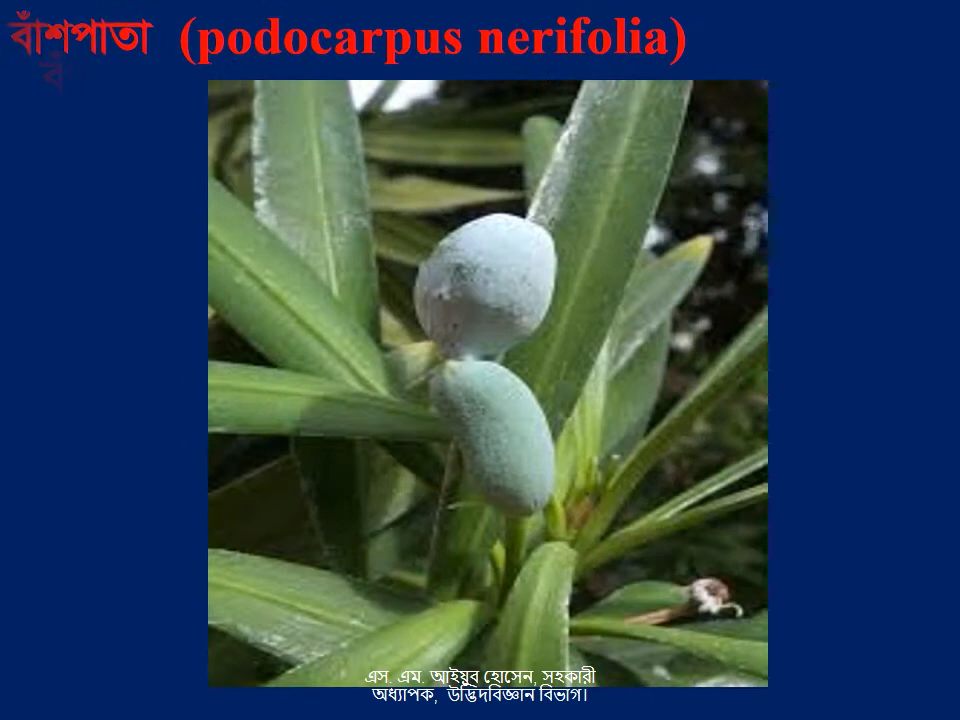 বাঁশপাতা (podocarpus nerifolia)
এস. এম. আইয়ুব হোসেন, সহকারী
অধ্যাপক, উদ্ভিদবিজ্ঞান বিভাগ।